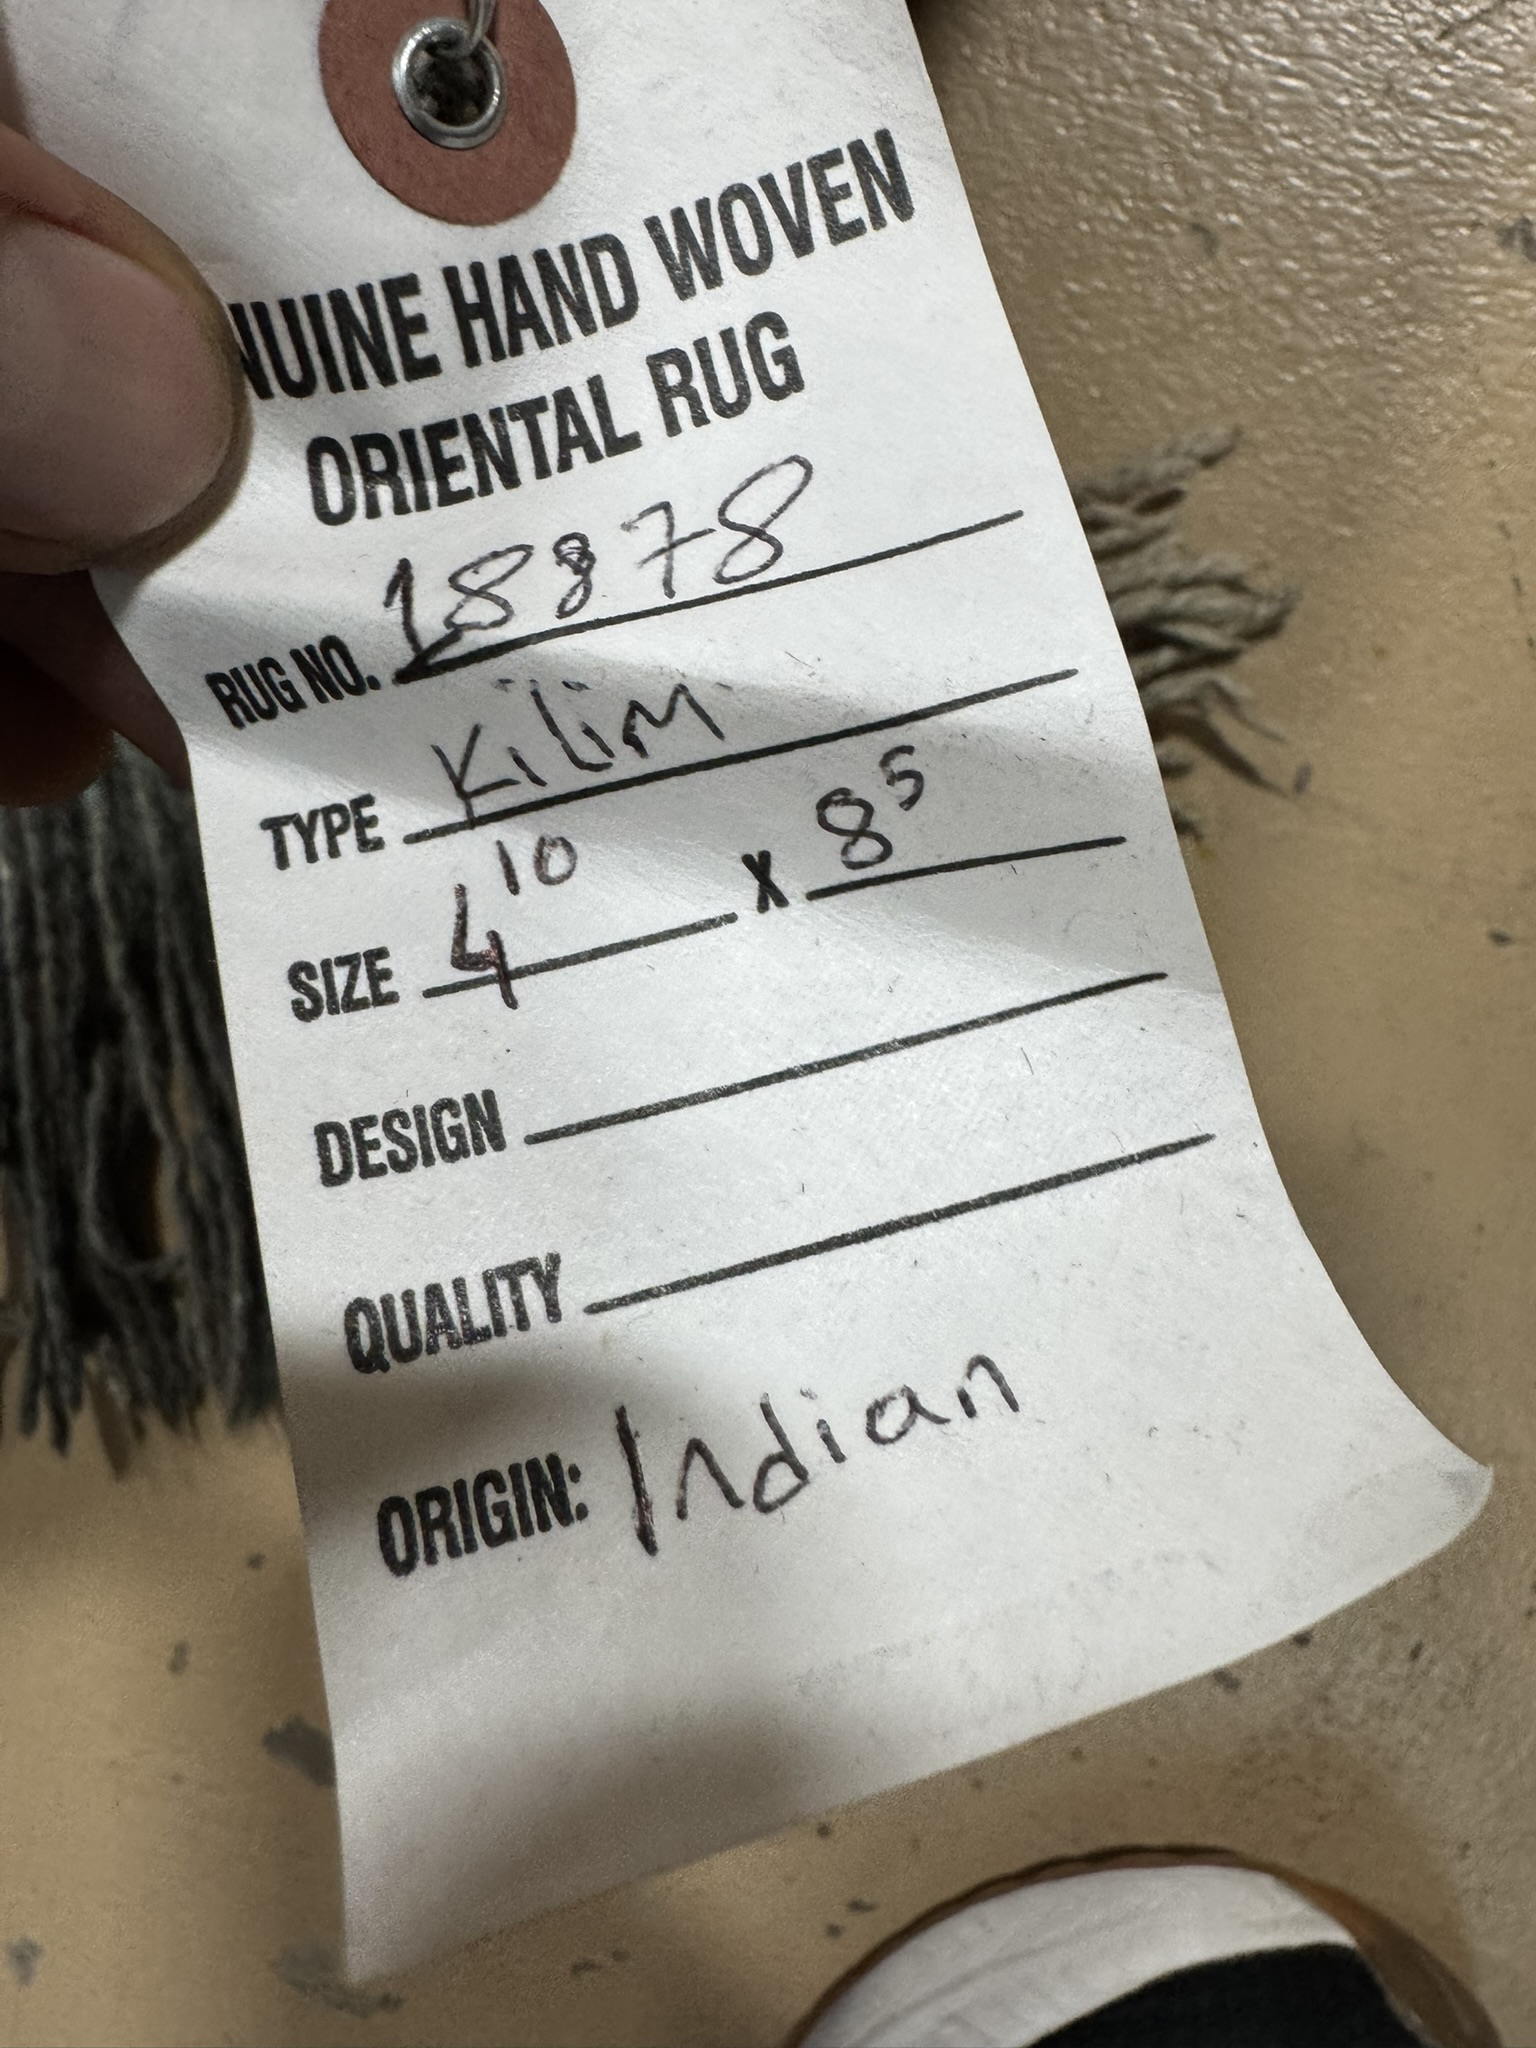 NUINE HAND WOVEN
ORIENTAL RUG
RUG NO. 18878
TYPE Kilim
SIZE 4 10 X 8 5
DESIGN
QUALITY
ORIGIN: Indian